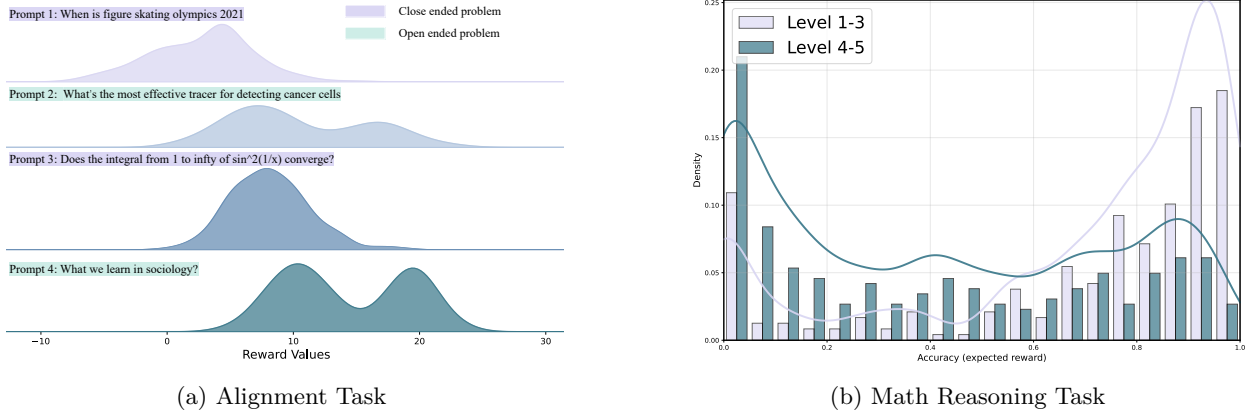 Prompt 1: When is figure skating olympics 2021
Close ended problem
Open ended problem
Prompt 2: What's the most effective tracer for detecting cancer cells
Prompt 3: Does the integral from 1 to infty of sin^2(1/x) converge?
Prompt 4: What we learn in sociology?
−10 0 10 20 30
Reward Values
(a) Alignment Task
Level 1-3
Level 4-5
0.25
0.20
0.15
0.10
0.05
0.00
Density
0.0 0.2 0.4 0.6 0.8 1.0
Accuracy (expected reward)
(b) Math Reasoning Task